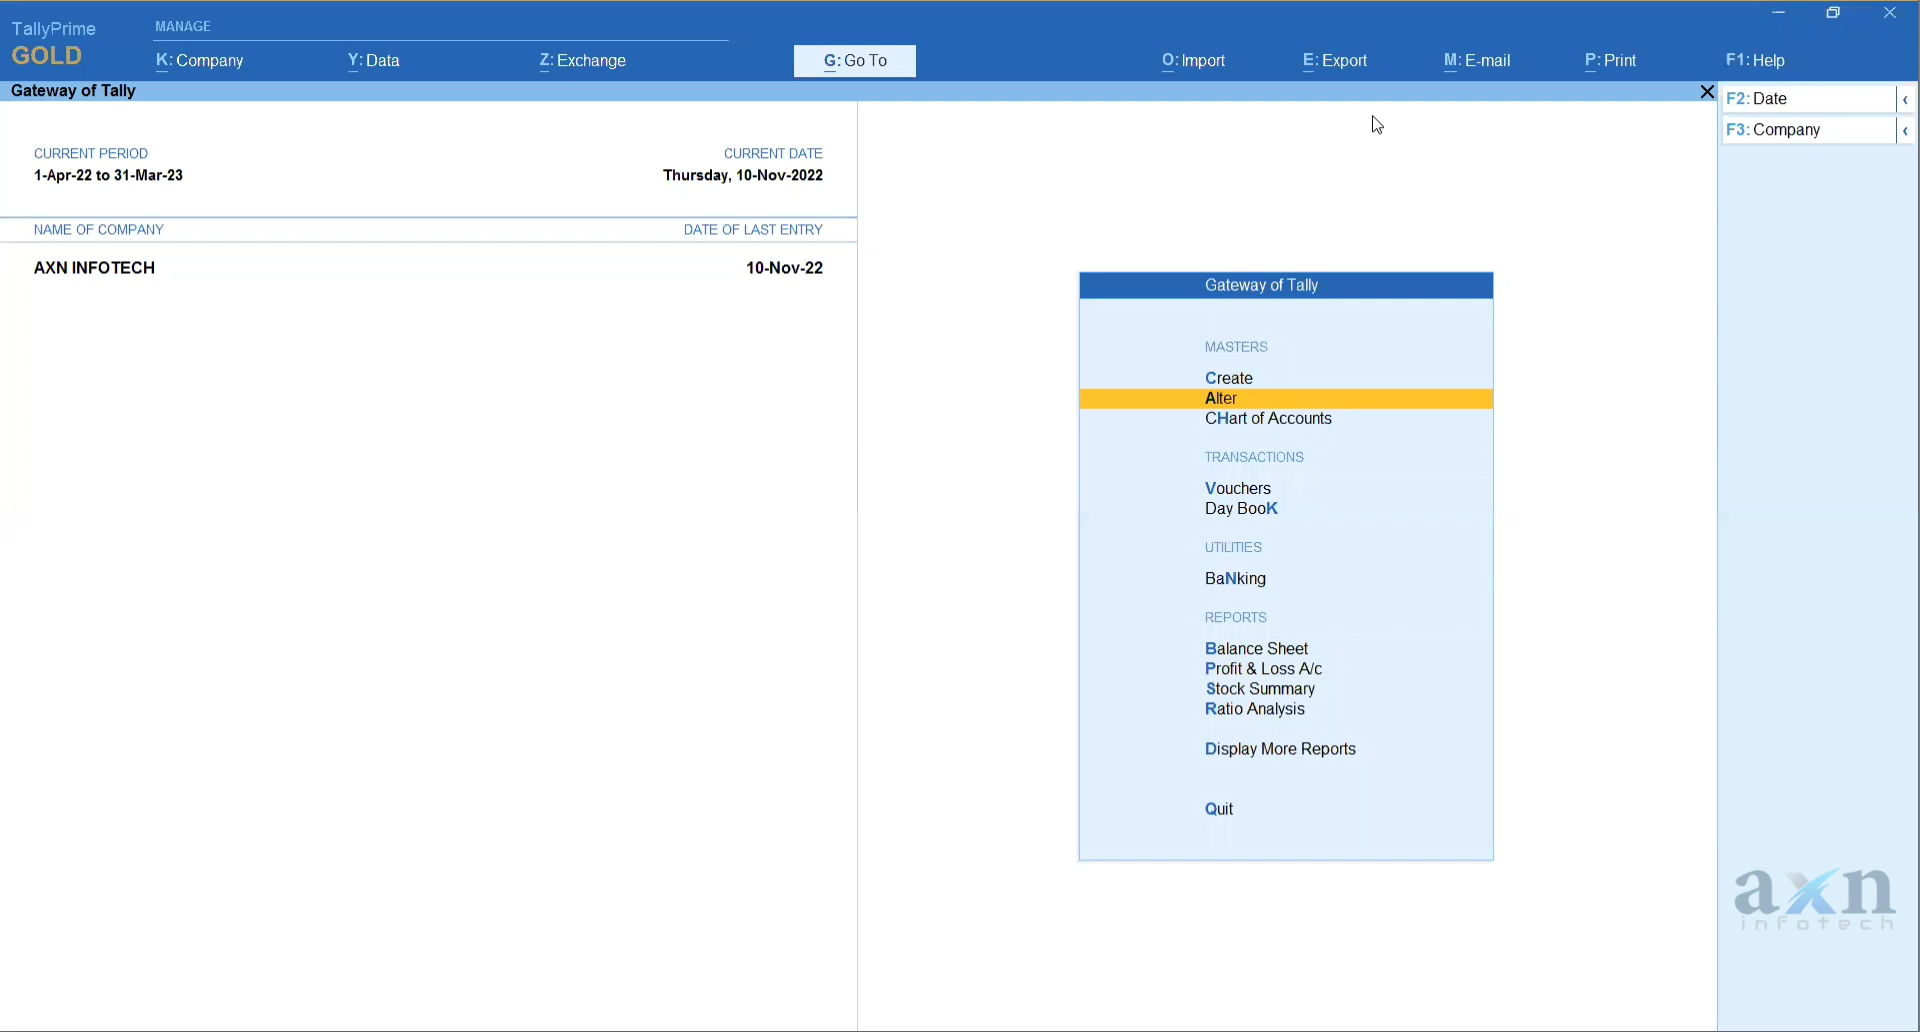 TallyPrime
GOLD
MANAGE
K: Company
Y: Data
Z: Exchange
G: Go To
O: Import
E: Export
M: E-mail
P: Print
F1: Help
Gateway of Tally
F2: Date
F3: Company
CURRENT PERIOD
CURRENT DATE
1-Apr-22 to 31-Mar-23
Thursday, 10-Nov-2022
NAME OF COMPANY
DATE OF LAST ENTRY
AXN INFOTECH
10-Nov-22
Gateway of Tally
MASTERS
Create
Alter
CHart of Accounts
TRANSACTIONS
Vouchers
Day BooK
UTILITIES
BaNking
REPORTS
Balance Sheet
Profit & Loss A/c
Stock Summary
Ratio Analysis
Display More Reports
Quit
axn
infotech